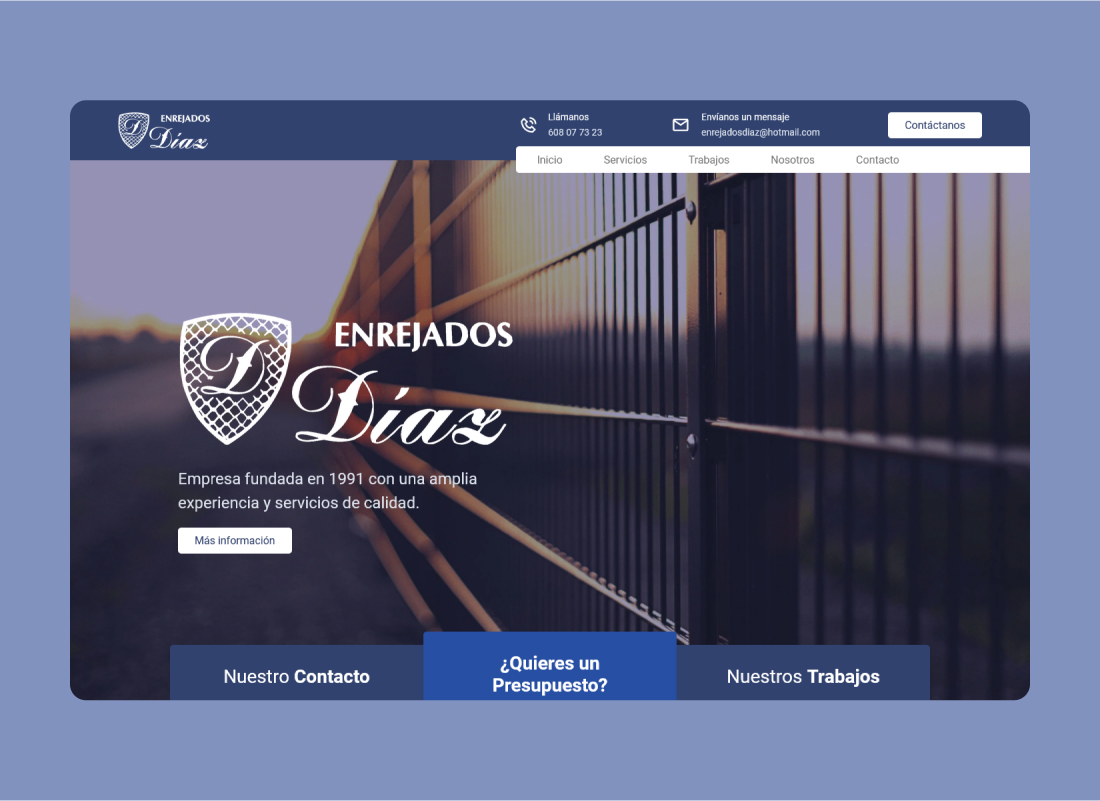 ENREJADOS
Díaz
D
Llámanos
608 07 73 23
Envíanos un mensaje
enrejadosdiaz@hotmail.com
Contáctanos
Inicio Servicios Trabajos Nosotros Contacto
ENREJADOS
D
Díaz
Empresa fundada en 1991 con una amplia
experiencia y servicios de calidad.
Más información
Nuestro Contacto
¿Quieres un
Presupuesto?
Nuestros Trabajos